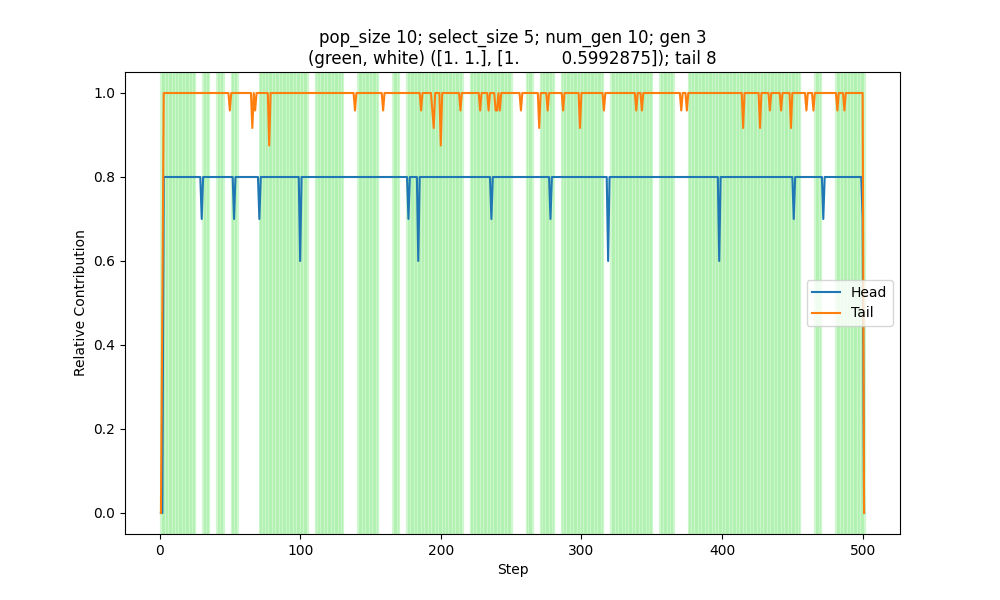 pop_size 10; select_size 5; num_gen 10; gen 3
(green, white) ([1. 1.], [1.        0.5992875]); tail 8
1.0
0.8
0.6
0.4
0.2
0.0
Relative Contribution
Head
Tail
0 100 200 300 400 500
Step